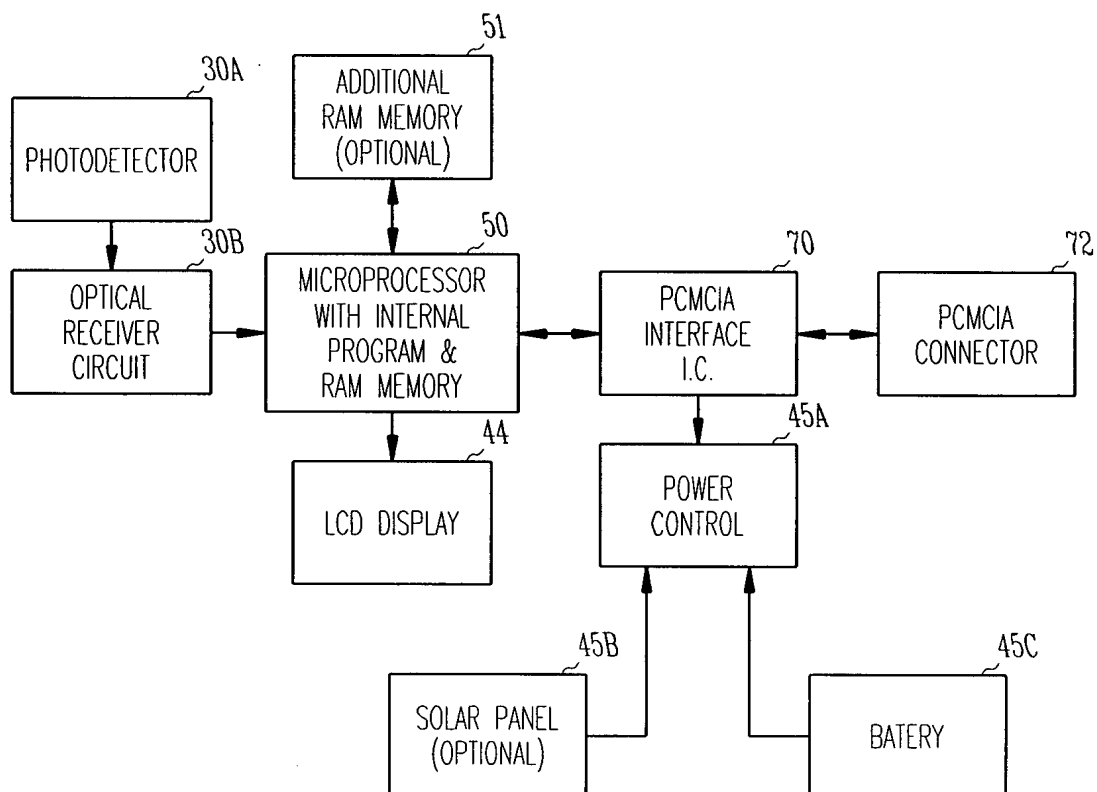 51
30A
ADDITIONAL
RAM MEMORY
(OPTIONAL)
PHOTODETECTOR
30B
50
70
72
OPTICAL
RECEIVER
CIRCUIT
MICROPROCESSOR
WITH INTERNAL
PROGRAM &
RAM MEMORY
PCMCIA
INTERFACE
I.C.
PCMCIA
CONNECTOR
44
45A
LCD DISPLAY
POWER
CONTROL
45B
45C
SOLAR PANEL
(OPTIONAL)
BATERY